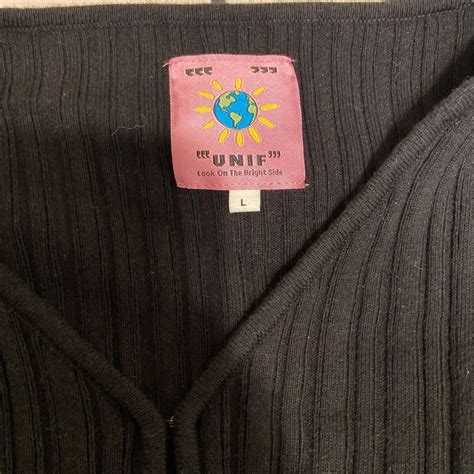 "UNIF"
Look On The Bright Side
L